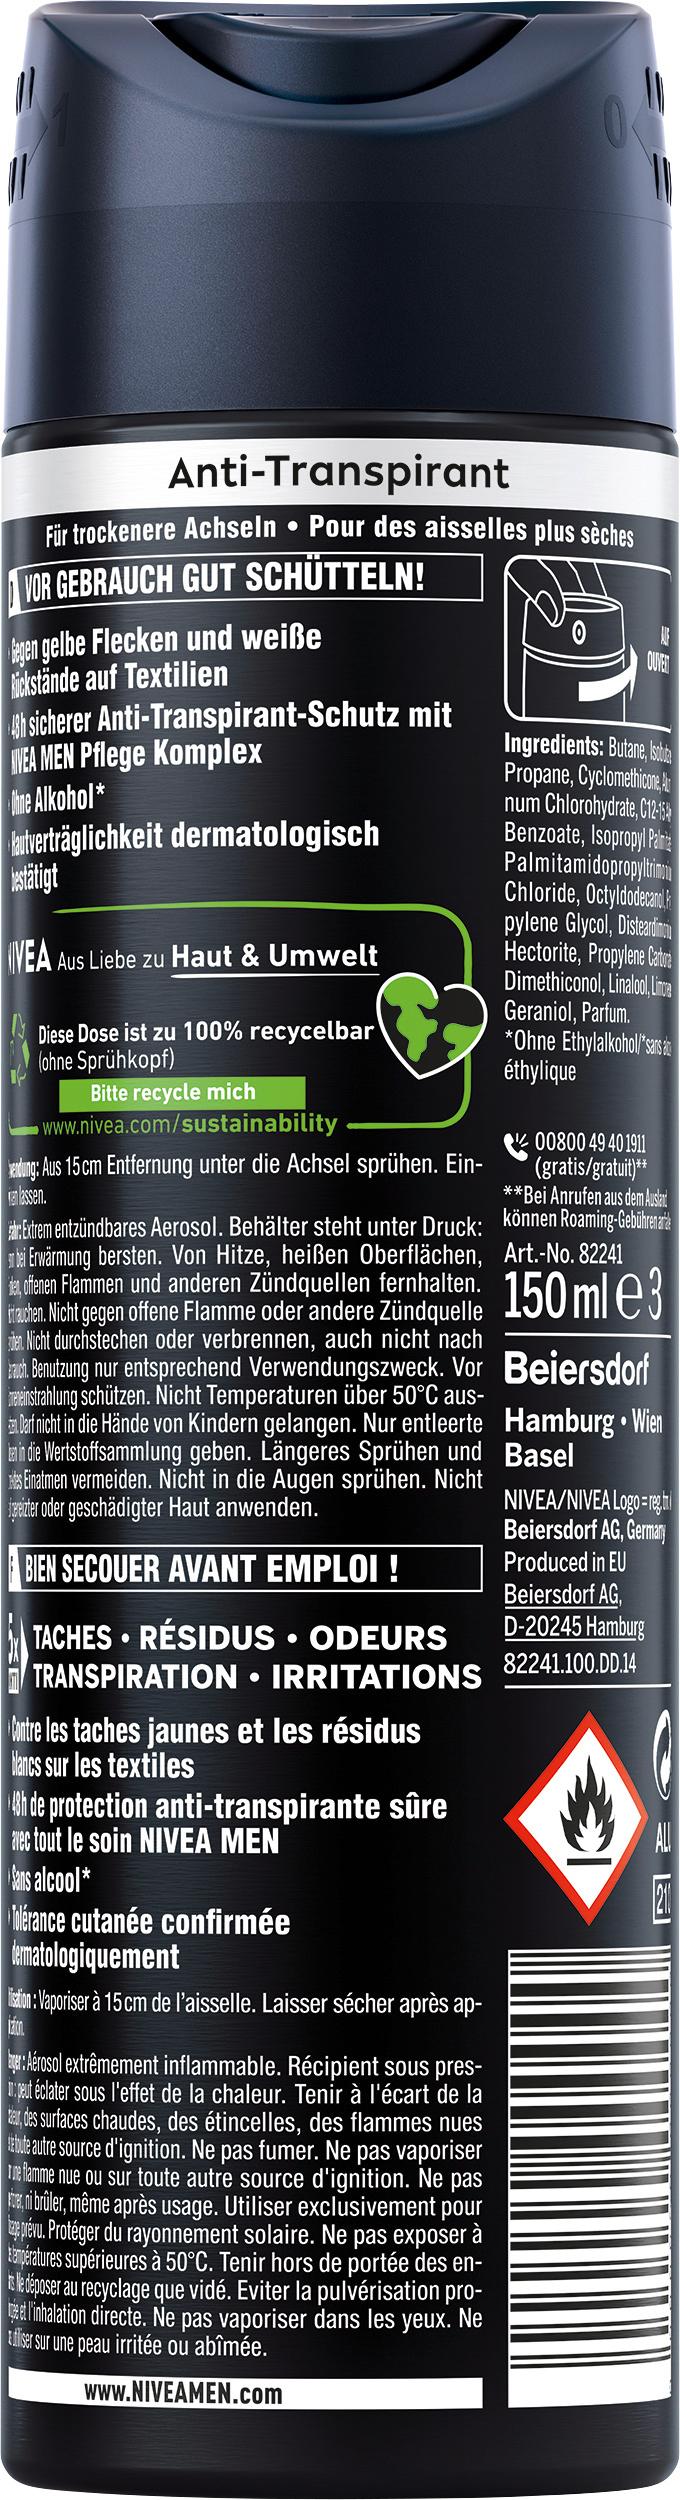 Anti-Transpirant
Für trockenere Achseln • Pour des aisselles plus sèches
D VOR GEBRAUCH GUT SCHÜTTELN!
Gegen gelbe Flecken und weiße
Rückstände auf Textilien
48h sicherer Anti-Transpirant-Schutz mit
NIVEA MEN Pflege Komplex
Ohne Alkohol*
Hautverträglichkeit dermatologisch
bestätigt
NIVEA Aus Liebe zu Haut & Umwelt
Diese Dose ist zu 100% recycelbar
(ohne Sprühkopf)
Bitte recycle mich
www.nivea.com/sustainability
Aus 15cm Entfernung unter die Achsel sprühen. Ein-
lassen.
Extrem entzündbares Aerosol. Behälter steht unter Druck:
bei Erwärmung bersten. Von Hitze, heißen Oberflächen,
offenen Flammen und anderen Zündquellen fernhalten.
rauchen. Nicht gegen offene Flamme oder andere Zündquelle
Nicht durchstechen oder verbrennen, auch nicht nach
Benutzung nur entsprechend Verwendungszweck. Vor
schützen. Nicht Temperaturen über 50°C aus-
Darf nicht in die Hände von Kindern gelangen. Nur entleerte
in die Wertstoffsammlung geben. Längeres Sprühen und
Einatmen vermeiden. Nicht in die Augen sprühen. Nicht
gereizter oder geschädigter Haut anwenden.
F BIEN SECOUER AVANT EMPLOI !
5x
TACHES • RÉSIDUS • ODEURS
TRANSPIRATION • IRRITATIONS
Contre les taches jaunes et les résidus
blancs sur les textiles
48h de protection anti-transpirante sûre
avec tout le soin NIVEA MEN
Sans alcool*
Tolérance cutanée confirmée
dermatologiquement
Vaporiser à 15cm de l'aisselle. Laisser sécher après ap-
Aérosol extrêmement inflammable. Récipient sous pres-
peut éclater sous l'effet de la chaleur. Tenir à l'écart de la
des surfaces chaudes, des étincelles, des flammes nues
toute autre source d'ignition. Ne pas fumer. Ne pas vaporiser
une flamme nue ou sur toute autre source d'ignition. Ne pas
ni brûler, même après usage. Utiliser exclusivement pour
prévu. Protéger du rayonnement solaire. Ne pas exposer à
températures supérieures à 50°C. Tenir hors de portée des en-
Ne déposer au recyclage que vidé. Eviter la pulvérisation pro-
et l'inhalation directe. Ne pas vaporiser dans les yeux. Ne
utiliser sur une peau irritée ou abîmée.
www.NIVEAMEN.com
AUF
OUVERT
Ingredients: Butane,
Propane, Cyclomethicone,
num Chlorohydrate, C12-15
Benzoate, Isopropyl
Chloride, Octyldodecanol,
pylene Glycol,
Hectorite, Propylene
Dimethiconol, Linalool,
Geraniol, Parfum.
*Ohne Ethylalkohol/*sans
éthylique
00800 49 40 1911
(gratis/gratuit)**
**Bei Anrufen aus dem Ausland
können Roaming-Gebühren
Art.-No. 82241
150 ml e 3
Beiersdorf
Hamburg • Wien
Basel
NIVEA/NIVEA Logo = reg.
Beiersdorf AG, Germany
Produced in EU
Beiersdorf AG,
D-20245 Hamburg
82241.100.DD.14